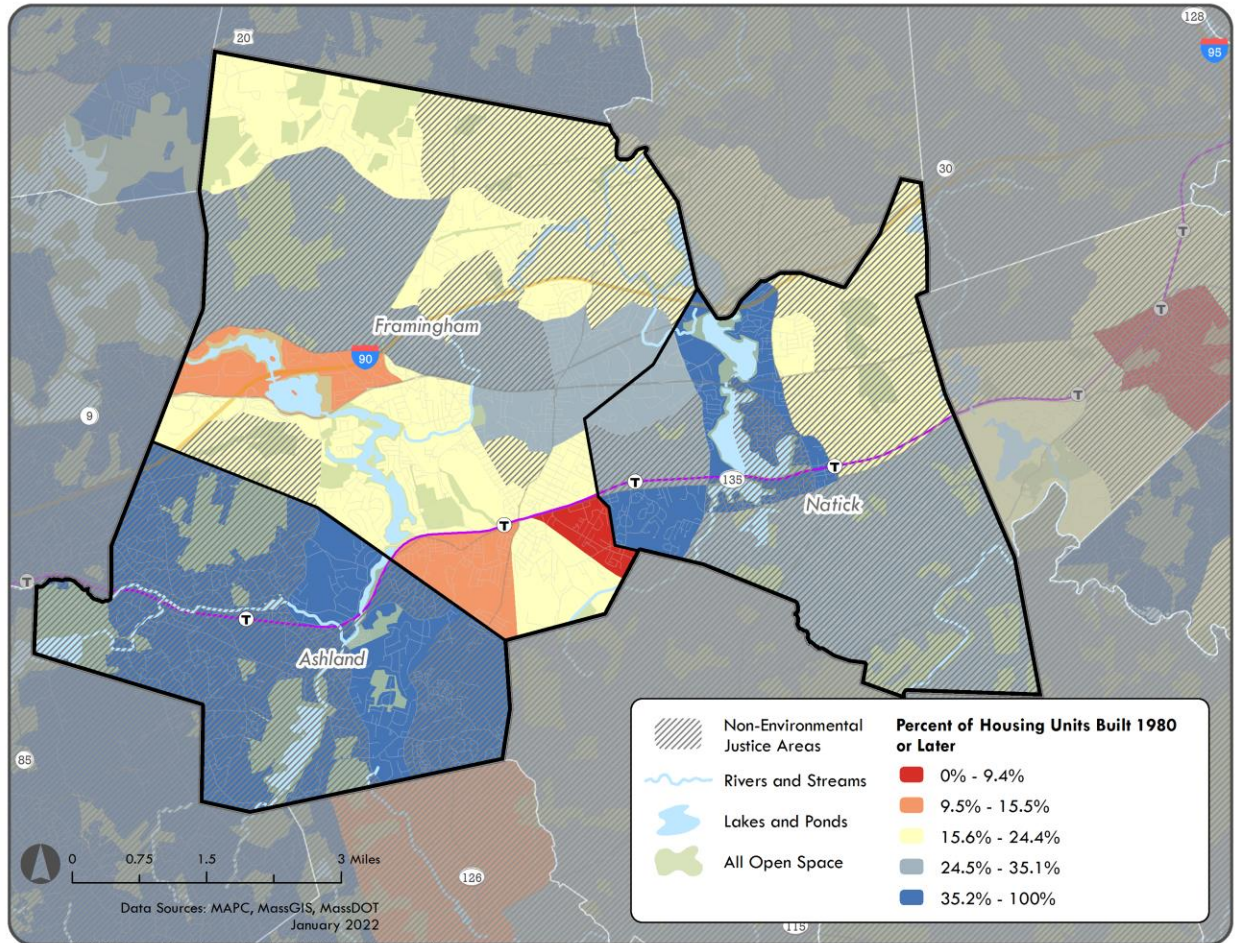 20
128
95
30
Framingham
90
9
135
Natick
T
T
T
T
T
T
T
Ashland
85
126
115
Non-Environmental
Justice Areas
Rivers and Streams
Lakes and Ponds
All Open Space
Percent of Housing Units Built 1980
or Later
0% - 9.4%
9.5% - 15.5%
15.6% - 24.4%
24.5% - 35.1%
35.2% - 100%
0 0.75 1.5 3 Miles
Data Sources: MAPC, MassGIS, MassDOT
January 2022